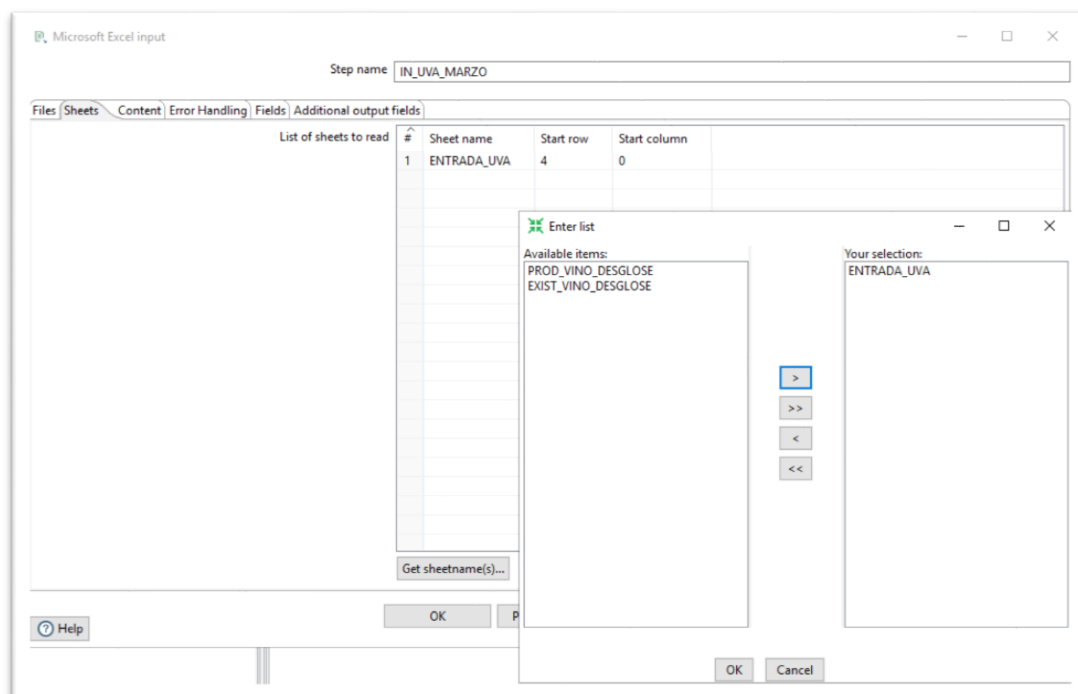 Microsoft Excel input
Step name IN_UVA_MARZO
Files Sheets Content Error Handling Fields Additional output fields
List of sheets to read # Sheet name Start row Start column
1 ENTRADA_UVA 4 0
Enter list
Available items: Your selection:
PROD_VINO_DESGLOSE ENTRADA_UVA
EXIST_VINO_DESGLOSE
>
>>
<
<<
Get sheetname(s)...
OK P
Help
OK Cancel